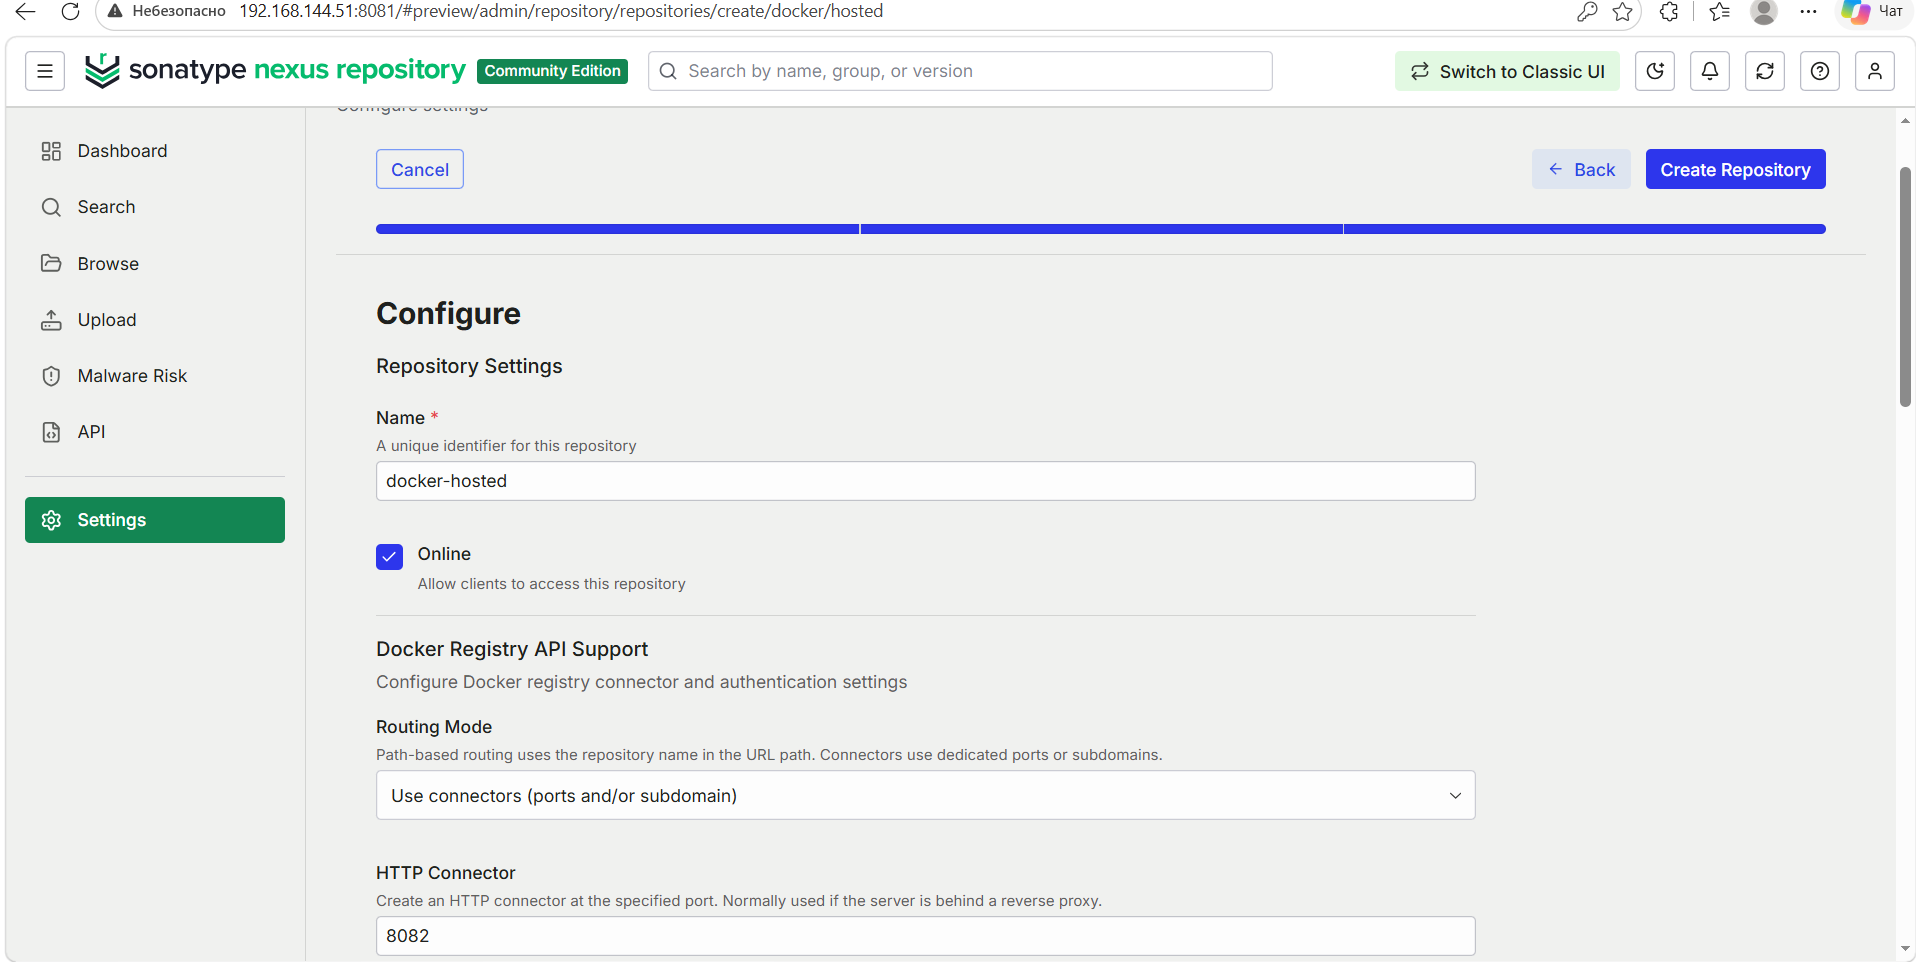 Небезопасно 192.168.144.51:8081/#preview/admin/repository/repositories/create/docker/hosted Чат
sonatype nexus repository Community Edition Search by name, group, or version Switch to Classic UI
Configure settings
Dashboard
Search
Browse
Upload
Malware Risk
API
Settings
Cancel Back Create Repository
Configure
Repository Settings
Name *
A unique identifier for this repository
docker-hosted
Online
Allow clients to access this repository
Docker Registry API Support
Configure Docker registry connector and authentication settings
Routing Mode
Path-based routing uses the repository name in the URL path. Connectors use dedicated ports or subdomains.
Use connectors (ports and/or subdomain)
HTTP Connector
Create an HTTP connector at the specified port. Normally used if the server is behind a reverse proxy.
8082